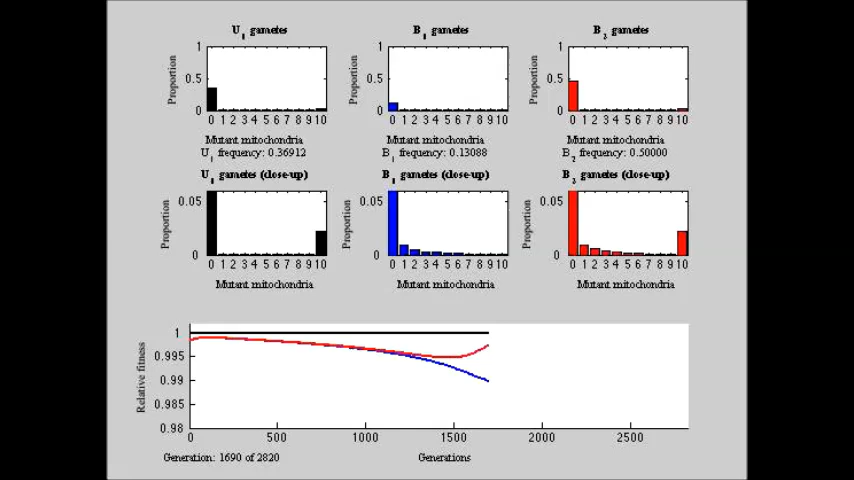 U1 gametes B1 gametes B2 gametes
Proportion Proportion Proportion
1 1 1
0.5 0.5 0.5
0 0 0
0 1 2 3 4 5 6 7 8 9 10 0 1 2 3 4 5 6 7 8 9 10 0 1 2 3 4 5 6 7 8 9 10
Mutant mitochondria Mutant mitochondria Mutant mitochondria
U1 frequency: 0.36912 B1 frequency: 0.13088 B2 frequency: 0.50000
U1 gametes (close-up) B1 gametes (close-up) B2 gametes (close-up)
Proportion Proportion Proportion
0.05 0.05 0.05
0 0 0
0 1 2 3 4 5 6 7 8 9 10 0 1 2 3 4 5 6 7 8 9 10 0 1 2 3 4 5 6 7 8 9 10
Mutant mitochondria Mutant mitochondria Mutant mitochondria
Relative fitness
1
0.995
0.99
0.985
0.98
0 500 1000 1500 2000 2500
Generation: 1690 of 2820 Generations